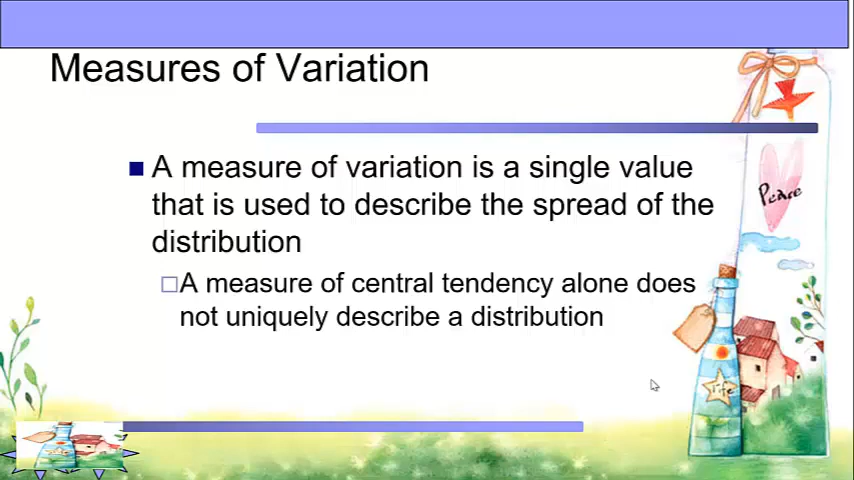 Measures of Variation
A measure of variation is a single value
that is used to describe the spread of the
distribution
A measure of central tendency alone does
not uniquely describe a distribution
Peace
life